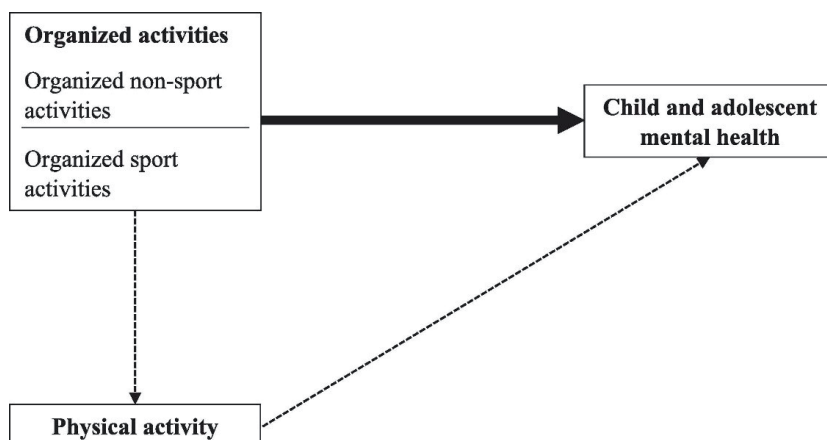 Organized activities
Organized non-sport
activities
Organized sport
activities
Child and adolescent
mental health
Physical activity